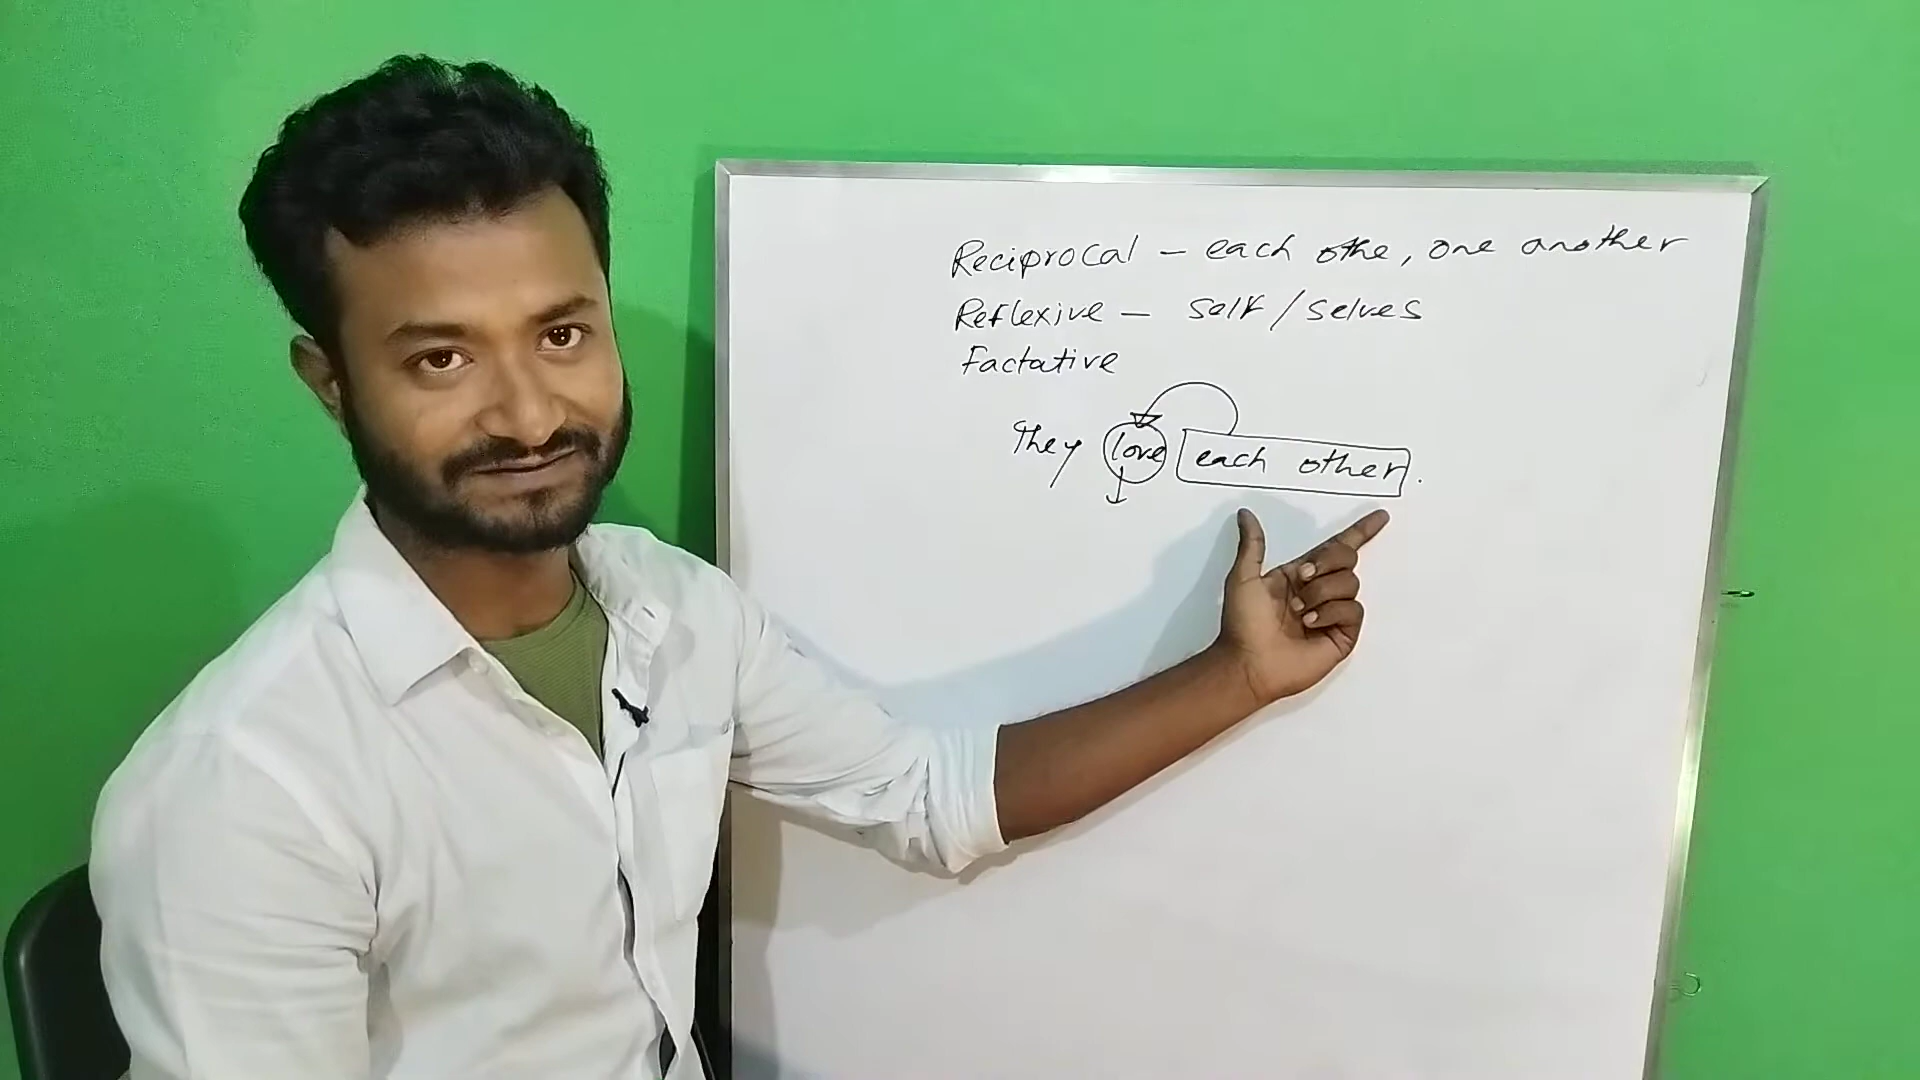 Reciprocal - each othe, one another
Reflexive - self/selves
Factative
They love each other.